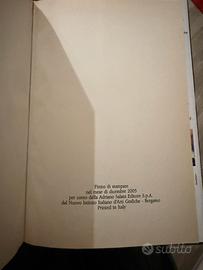 Finito di stampare
nel mese di dicembre 2005
per conto della Adriano Salani Editore S.p.A.
dal Nuovo Istituto Italiano d'Arti Grafiche - Bergamo
Printed in Italy
subito